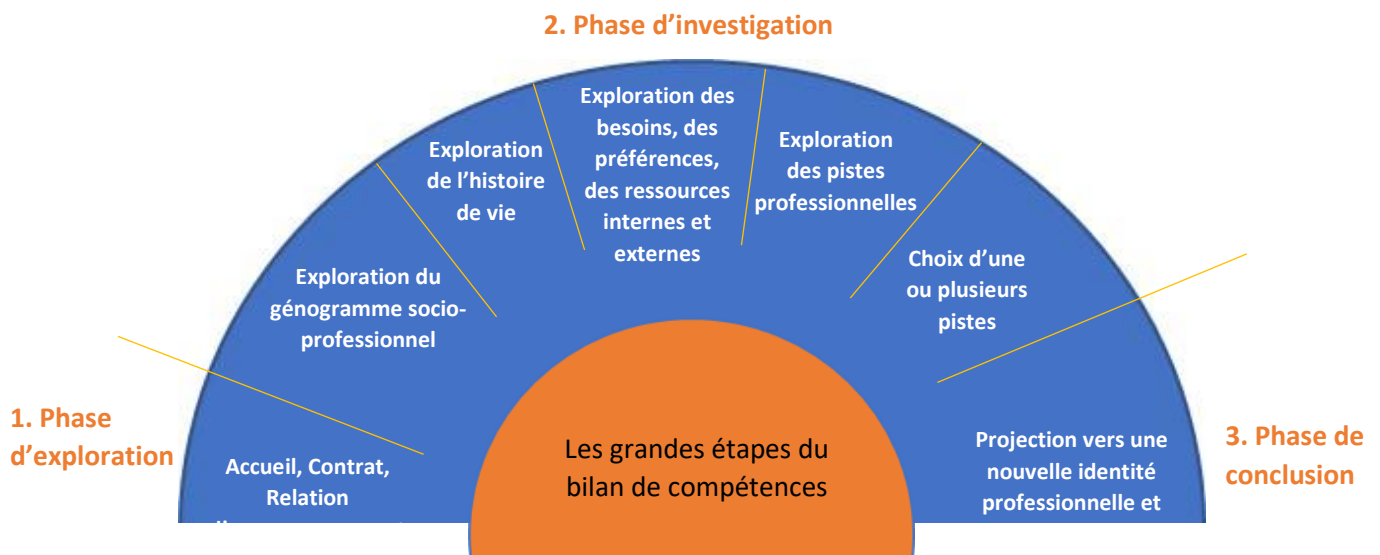 2. Phase d’investigation
1. Phase
d’exploration
Accueil, Contrat,
Relation
Exploration du
génogramme socio-
professionnel
Exploration
de l’histoire
de vie
Exploration des
besoins, des
préférences,
des ressources
internes et
externes
Exploration
des pistes
professionnelles
Choix d’une
ou plusieurs
pistes
Projection vers une
nouvelle identité
professionnelle et
3. Phase de
conclusion
Les grandes étapes du
bilan de compétences